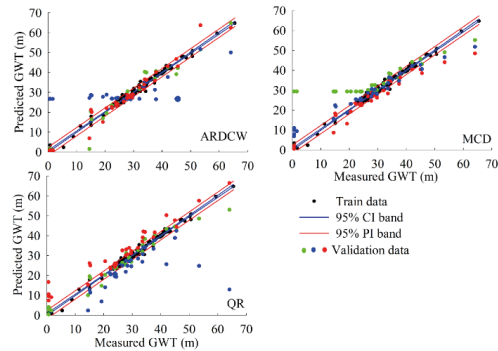 Predicted GWT (m)
70
60
50
40
30
20
10
0
0 10 20 30 40 50 60 70
ARDCW
Measured GWT (m)
70
60
50
40
30
20
10
0
0 10 20 30 40 50 60 70
MCD
Measured GWT (m)
Predicted GWT (m)
70
60
50
40
30
20
10
0
0 10 20 30 40 50 60 70
QR
Measured GWT (m)
Train data
95% CI band
95% PI band
Validation data